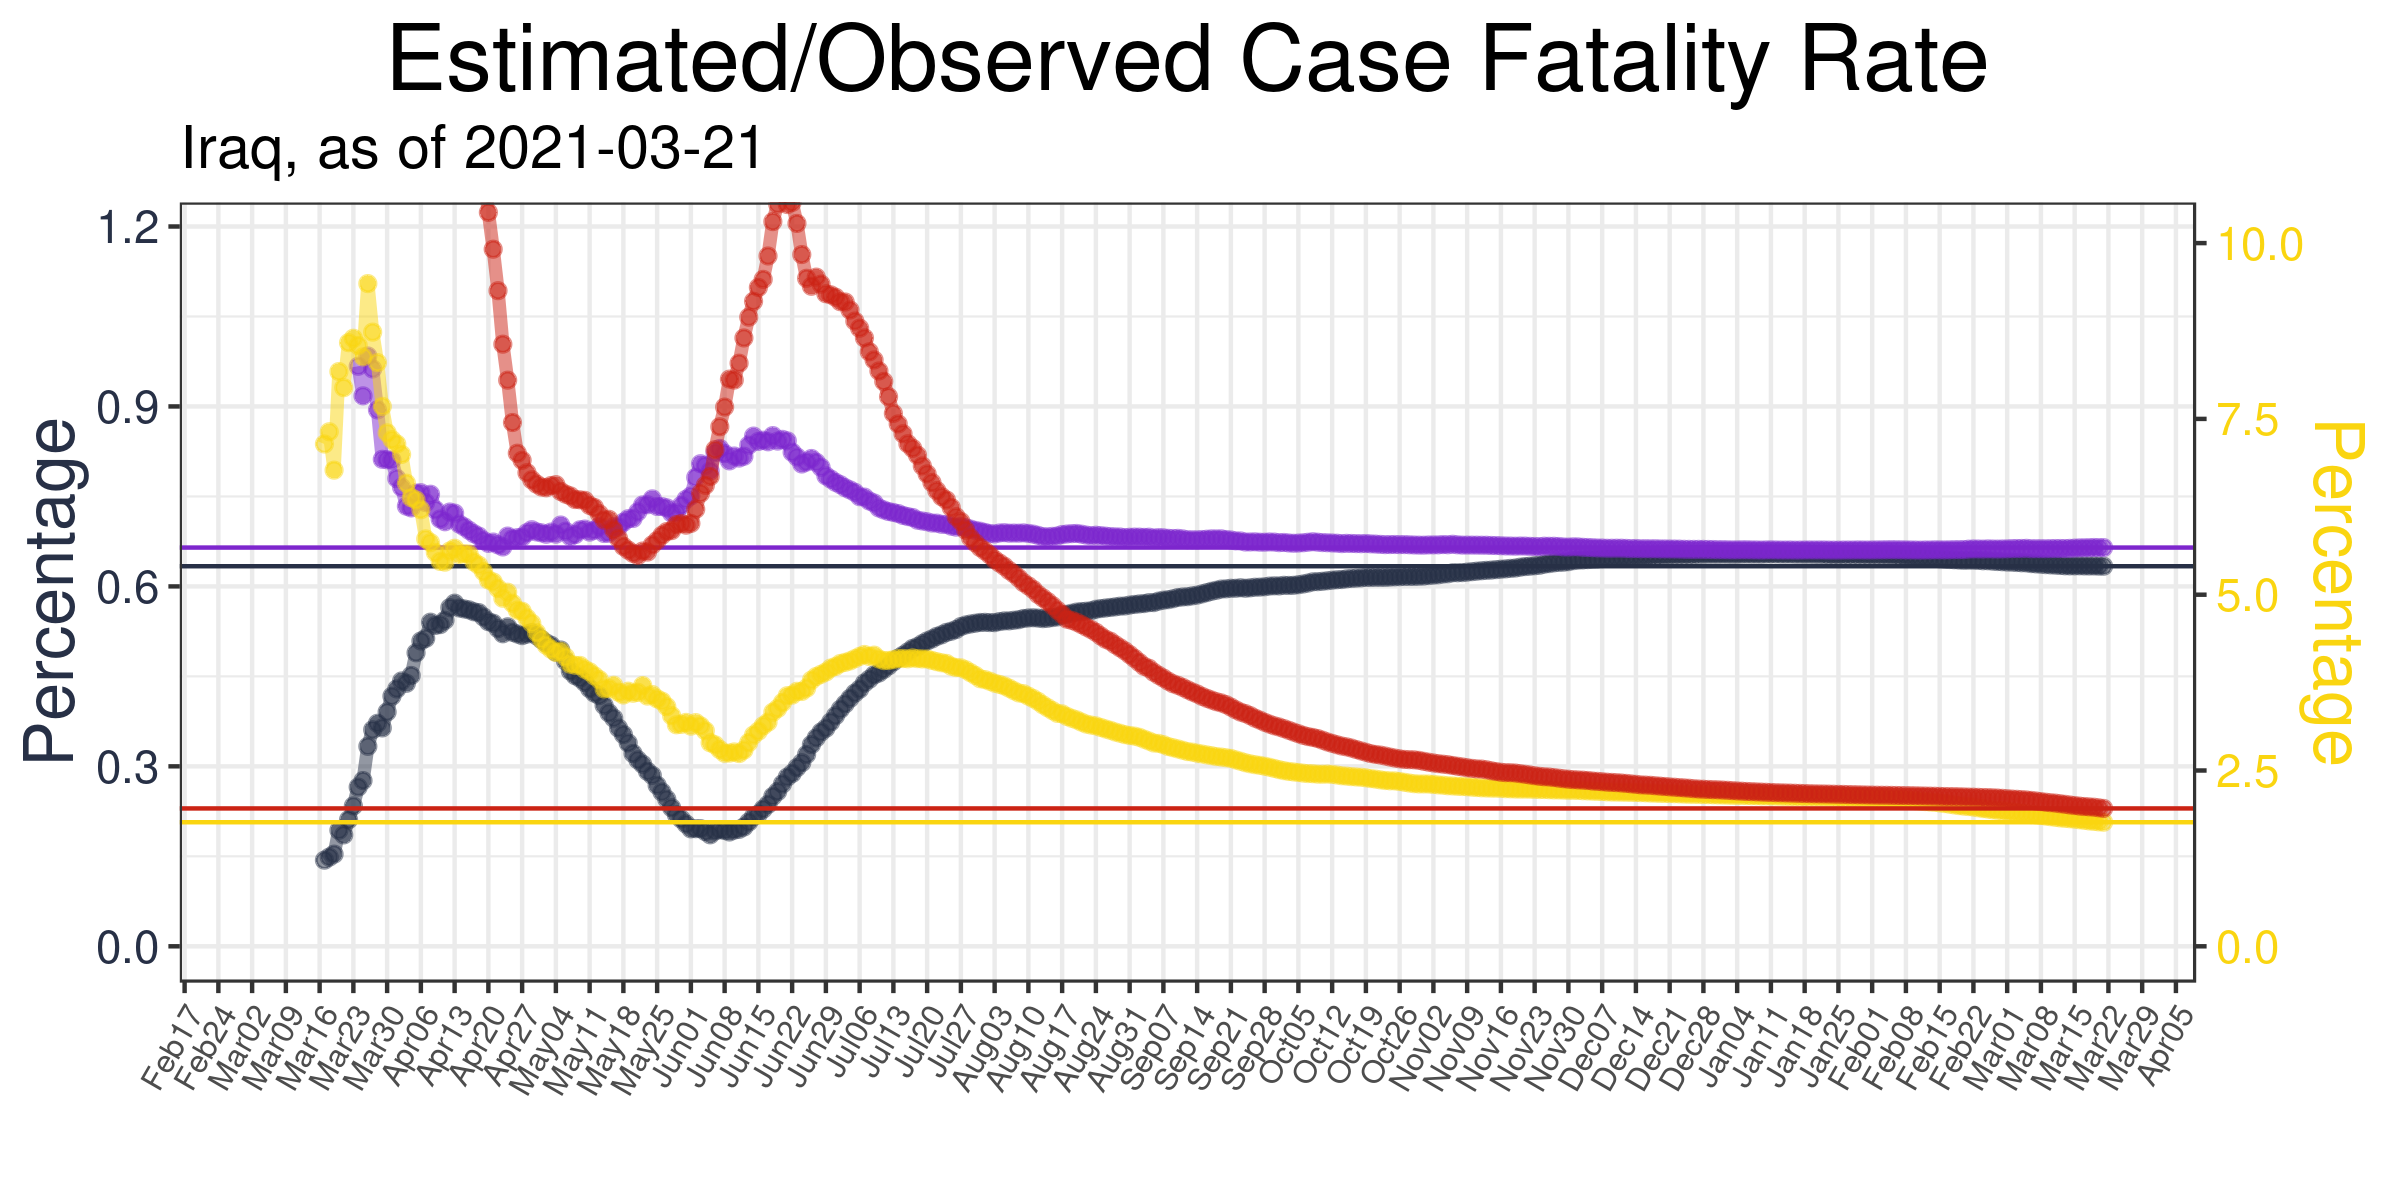 Estimated/Observed Case Fatality Rate
Iraq, as of 2021-03-21
1.2
0.9
0.6
0.3
0.0
Percentage
10.0
7.5
5.0
2.5
0.0
Percentage
Feb17
Feb24
Mar02
Mar09
Mar16
Mar23
Mar30
Apr06
Apr13
Apr20
Apr27
May04
May11
May18
May25
Jun01
Jun08
Jun15
Jun22
Jun29
Jul06
Jul13
Jul20
Jul27
Aug03
Aug10
Aug17
Aug24
Aug31
Sep07
Sep14
Sep21
Sep28
Oct05
Oct12
Oct19
Oct26
Nov02
Nov09
Nov16
Nov23
Nov30
Dec07
Dec14
Dec21
Dec28
Jan04
Jan11
Jan18
Jan25
Feb01
Feb08
Feb15
Feb22
Mar01
Mar08
Mar15
Mar22
Mar29
Apr05